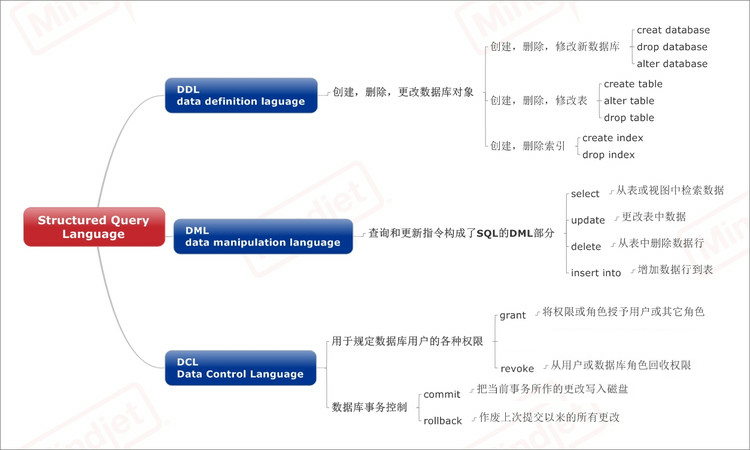 Structured Query
Language
DDL
data definition laguage
创建，删除，更改数据库对象
创建，删除，修改新数据库
creat database
drop database
alter database
创建，删除，修改表
create table
alter table
drop table
创建，删除索引
create index
drop index
DML
data manipulation language
查询和更新指令构成了SQL的DML部分
select
从表或视图中检索数据
update
更改表中数据
delete
从表中删除数据行
insert into
增加数据行到表
DCL
Data Control Language
用于规定数据库用户的各种权限
grant
将权限或角色授予用户或其它角色
revoke
从用户或数据库角色回收权限
数据库事务控制
commit
把当前事务所作的更改写入磁盘
rollback
作废上次提交以来的所有更改
Mindjet
Mindjet
Mindjet
Mindjet